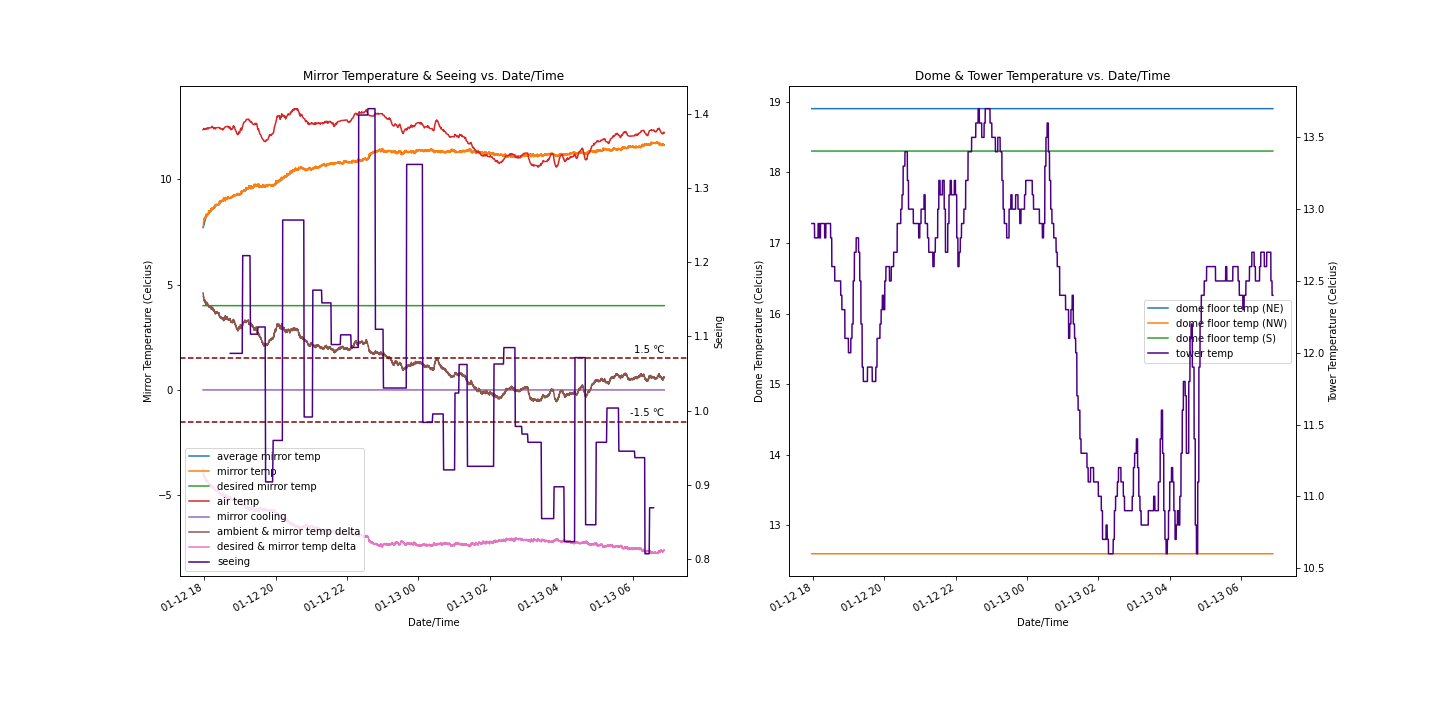 Mirror Temperature & Seeing vs. Date/Time
Mirror Temperature (Celcius)
10
5
0
−5
1.4
1.3
1.2
1.1
1.0
0.9
0.8
Seeing
1.5 °C
-1.5 °C
average mirror temp
mirror temp
desired mirror temp
air temp
mirror cooling
ambient & mirror temp delta
desired & mirror temp delta
seeing
01-12 18
01-12 20
01-12 22
01-13 00
01-13 02
01-13 04
01-13 06
Date/Time
Dome & Tower Temperature vs. Date/Time
Dome Temperature (Celcius)
19
18
17
16
15
14
13
13.5
13.0
12.5
12.0
11.5
11.0
10.5
Tower Temperature (Celcius)
dome floor temp (NE)
dome floor temp (NW)
dome floor temp (S)
tower temp
01-12 18
01-12 20
01-12 22
01-13 00
01-13 02
01-13 04
01-13 06
Date/Time